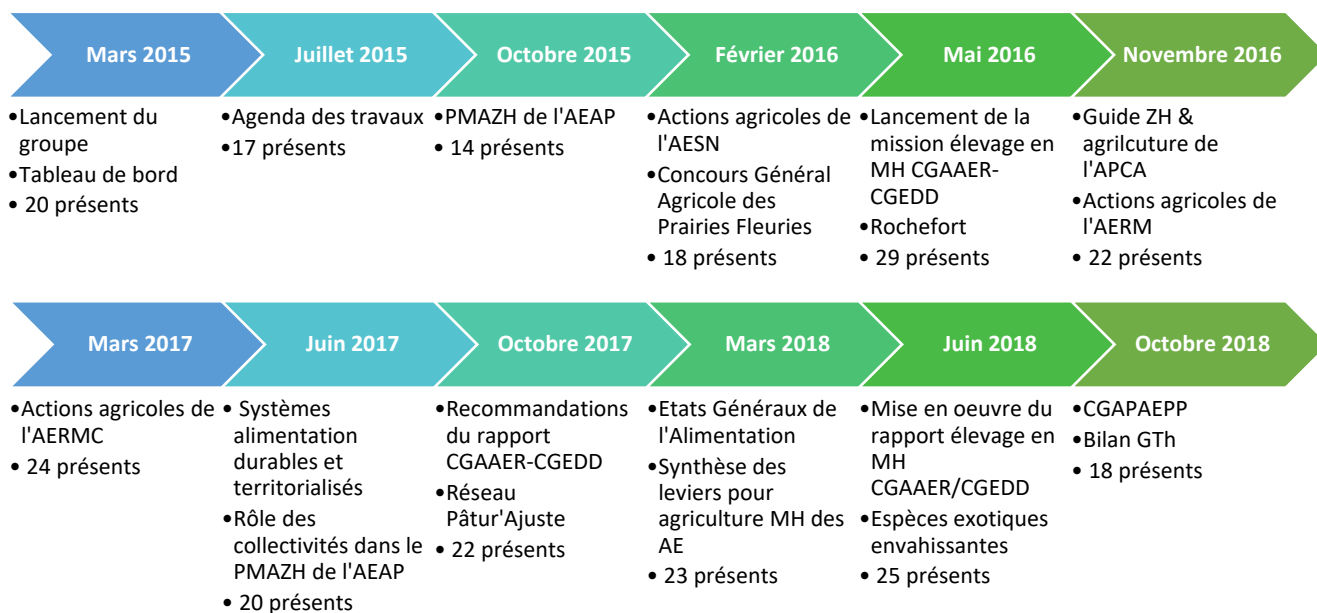 Mars 2015
Juillet 2015
Octobre 2015
Février 2016
Mai 2016
Novembre 2016
•Lancement du
groupe
•Tableau de bord
• 20 présents
•Agenda des travaux
•17 présents
•PMAZH de l'AEAP
• 14 présents
•Actions agricoles de
l'AESN
•Concours Général
Agricole des
Prairies Fleuries
• 18 présents
•Lancement de la
mission élevage en
MH CGAAER-
CGEDD
•Rochefort
• 29 présents
•Guide ZH &
agrilcuture de
l'APCA
•Actions agricoles de
l'AERM
• 22 présents
Mars 2017
Juin 2017
Octobre 2017
Mars 2018
Juin 2018
Octobre 2018
•Actions agricoles de
l'AERMC
• 24 présents
• Systèmes
alimentation
durables et
territorialisés
•Rôle des
collectivités dans le
PMAZH de l'AEAP
• 20 présents
•Recommandations
du rapport
CGAAER-CGEDD
•Réseau
Pâtur'Ajuste
• 22 présents
•Etats Généraux de
l'Alimentation
•Synthèse des
leviers pour
agriculture MH des
AE
• 23 présents
•Mise en oeuvre du
rapport élevage en
MH
CGAAER/CGEDD
•Espèces exotiques
envahissantes
• 25 présents
•CGAPAEPP
•Bilan GTh
• 18 présents